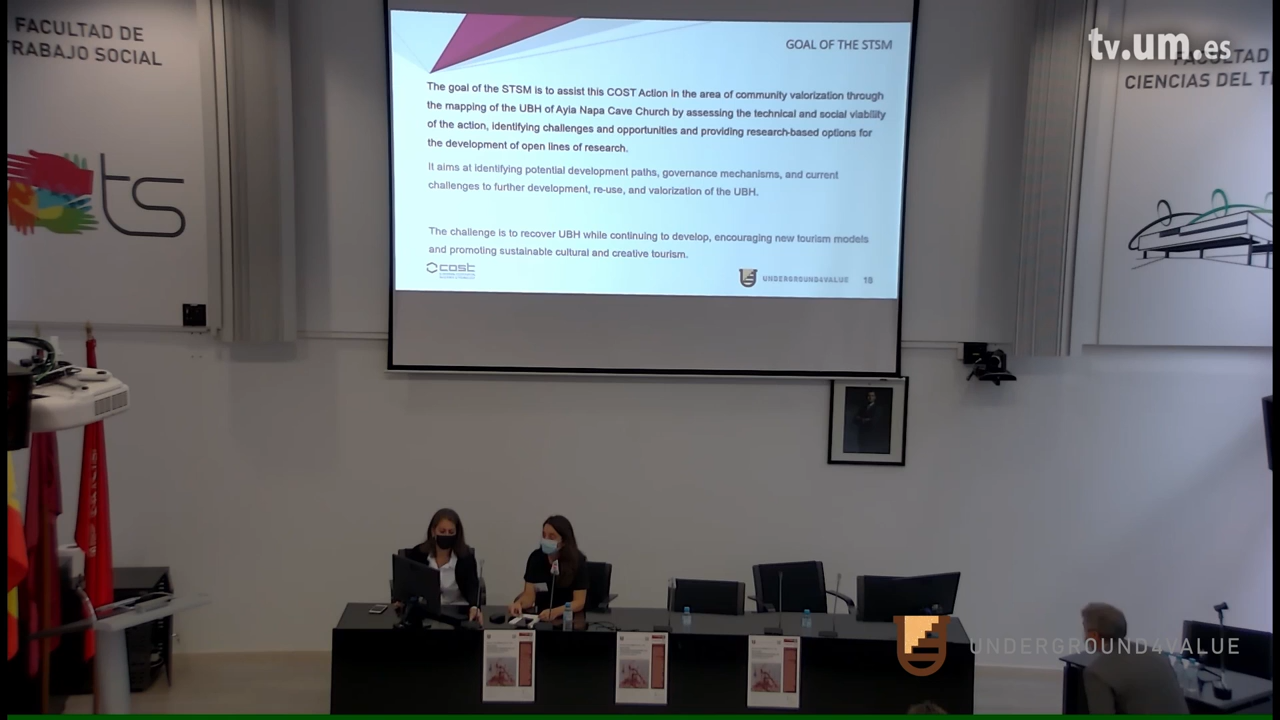 FACULTAD DE
TRABAJO SOCIAL
ts
GOAL OF THE STSM
The goal of the STSM is to assist this COST Action in the area of community valorization through
the mapping of the UBH of Ayia Napa Cave Church by assessing the technical and social viability
of the action, identifying challenges and opportunities and providing research-based options for
the development of open lines of research.
It aims at identifying potential development paths, governance mechanisms, and current
challenges to further development, re-use, and valorization of the UBH.
The challenge is to recover UBH while continuing to develop, encouraging new tourism models
and promoting sustainable cultural and creative tourism.
cost
UNDERGROUND4VALUE
18
tv.um.es
FACULTAD
CIENCIAS DEL T
UNDERGROUND4VALUE